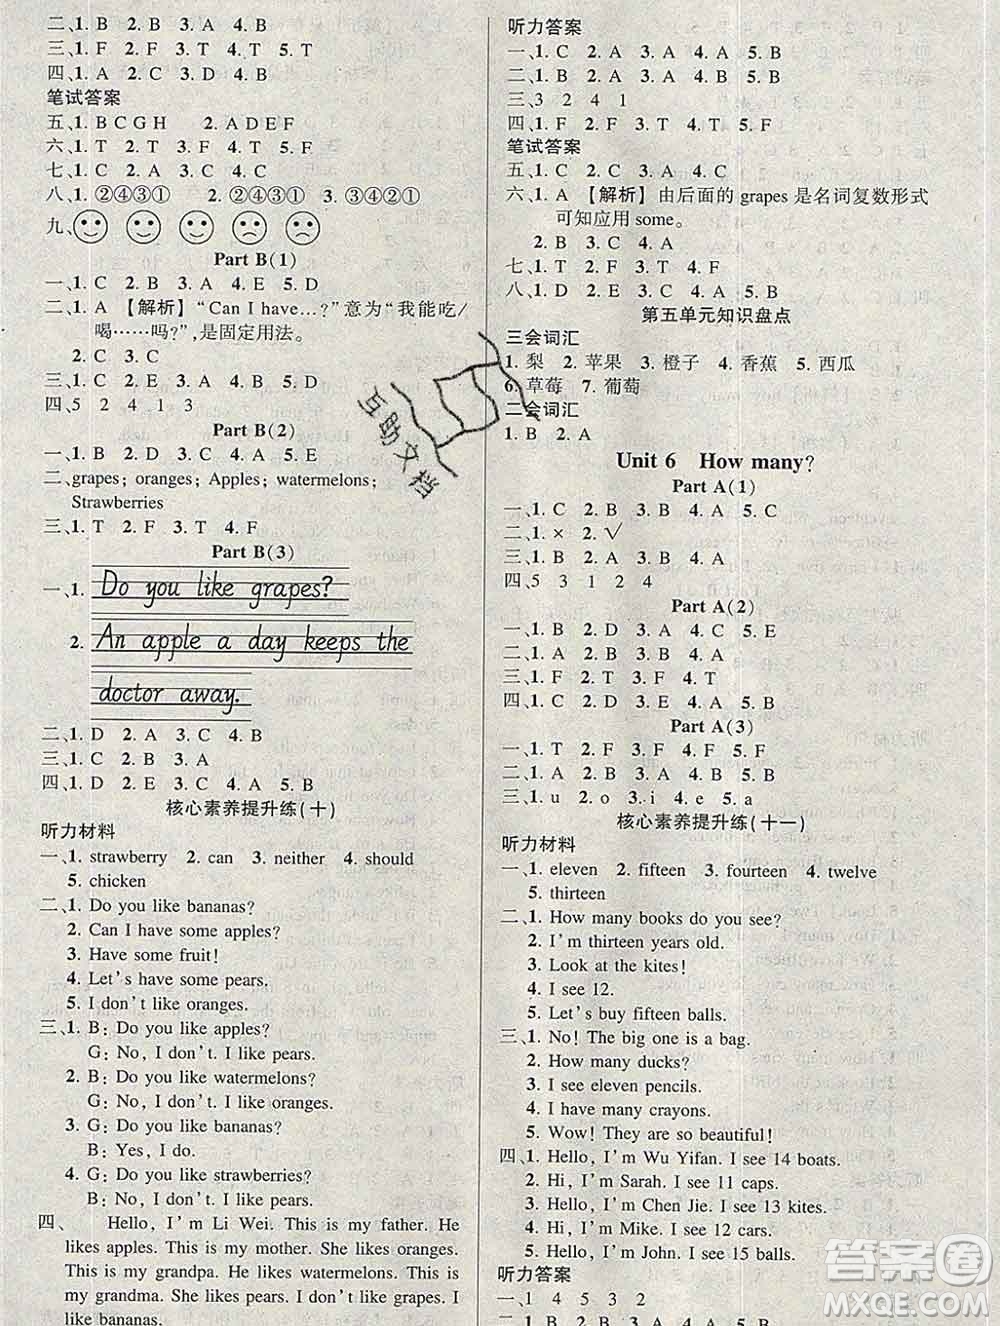 二、1. B　2. B　3. A　4. B
三、1. F　2. F　3. T　4. T　5. F
四、1. A　2. C　3. D　4. B
笔试答案
五、1. B C G H　2. A D E F
六、1. T　2. T　3. F　4. F　5. T
七、1. C　2. A　3. C　4. C
八、1. ②④③①　2. ②④③①　3. ③④②①
九、
Part B(1)
一、1. C　2. B　3. A　4. E　5. D
二、1. A　【解析】“Can I have…?”意为“我能吃/
喝……吗?”,是固定用法。
2. C　3. C
三、1. B　2. B　3. A　4. C
四、5　2　4　1　3
Part B(2)
一、1. B　2. B　3. A　4. C　5. D
二、grapes; oranges; Apples; watermelons;
Strawberries
三、1. T　2. F　3. T　4. F
Part B(3)
一、1. Do you like grapes?
2. An apple a day keeps the
doctor away.
二、1. D　2. A　3. C　4. B
三、1. C　2. B　3. A
四、1. D　2. E　3. C　4. A　5. B
核心素养提升练(十)
听力材料
一、1. strawberry　2. can　3. neither　4. should
5. chicken
二、1. Do you like bananas?
2. Can I have some apples?
3. Have some fruit!
4. Let's have some pears.
5. I don't like oranges.
三、1. B: Do you like apples?
G: No, I don't. I like pears.
2. B: Do you like watermelons?
G: No, I don't. I like oranges.
3. G: Do you like bananas?
B: Yes, I do.
4. G: Do you like strawberries?
B: No, I don't. I like oranges.
四、Hello, I'm Li Wei. This is my father. He
likes apples. This is my mother. She likes oranges.
This is my grandpa. He likes watermelons. This is
my grandma. She likes pears. I like grapes. And I
like bananas.
听力答案
一、1. C　2. A　3. A　4. B　5. B
二、1. B　2. A　3. B　4. A　5. B
三、3　2　4　1
四、1. F　2. F　3. T　4. T　5. F
笔试答案
五、1. C　2. C　3. A　4. C　5. C
六、1. A　【解析】由后面的 grapes 是名词复数形式
可知应用 some。
2. B　3. C　4. A
七、1. T　2. F　3. T　4. F
八、1. D　2. E　3. C　4. A　5. B
第五单元知识盘点
三会词汇
1. 梨　2. 苹果　3. 橙子　4. 香蕉　5. 西瓜
6. 草莓　7. 葡萄
二会词汇
1. B　2. A
Unit 6　How many?
Part A(1)
一、1. C　2. B　3. B　4. A　5. C
二、1. ×　2. √
三、1. B　2. A　3. B　4. A
四、5　3　1　2　4
Part A(2)
一、1. B　2. D　3. A　4. C　5. E
二、1. A　2. B　3. B　4. A
三、1. F　2. T　3. F　4. T
四、1. C　2. D　3. E　4. A　5. B
Part A(3)
一、1. T　2. T　3. F　4. F　5. F
二、1. C　2. A　3. B　4. A　5. B
三、1. u　2. o　3. i　4. e　5. a
核心素养提升练(十一)
听力材料
一、1. eleven　2. fifteen　3. fourteen　4. twelve
5. thirteen
二、1. How many books do you see?
2. I'm thirteen years old.
3. Look at the kites!
4. I see 12.
5. Let's buy fifteen balls.
三、1. No! The big one is a bag.
2. How many ducks?
3. I see eleven pencils.
4. I have many crayons.
5. Wow! They are so beautiful!
四、1. Hello, I'm Wu Yifan. I see 14 boats.
2. Hi, I'm Sarah. I see 11 caps.
3. Hello, I'm Chen Jie. I see 13 kites.
4. Hi, I'm Mike. I see 12 cars.
5. Hello, I'm John. I see 15 balls.
听力答案
一、1　4　5　3　2
二、1. C　2. B　3. A　4. A　5. B
互助文档
答案圈
MXQE.COM